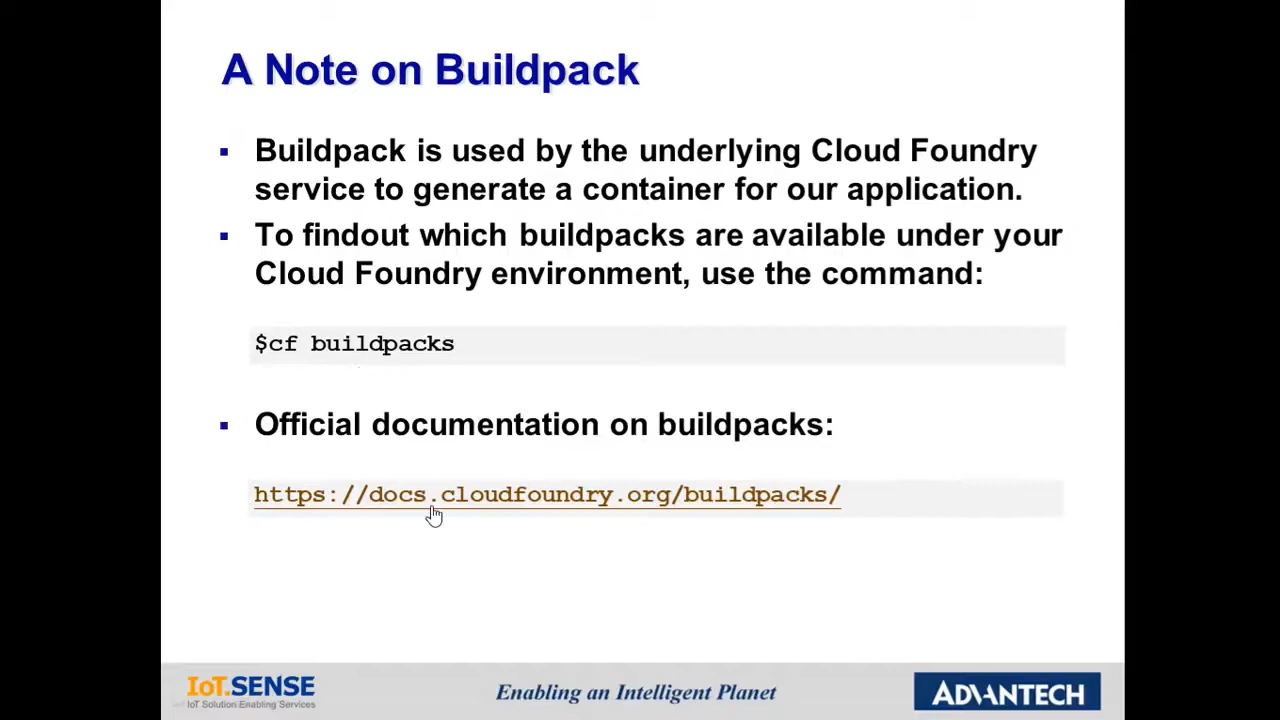 A Note on Buildpack
Buildpack is used by the underlying Cloud Foundry
service to generate a container for our application.
To findout which buildpacks are available under your
Cloud Foundry environment, use the command:
$cf buildpacks
Official documentation on buildpacks:
https://docs.cloudfoundry.org/buildpacks/
IoT.SENSE
IoT Solution Enabling Services
Enabling an Intelligent Planet
ADVANTECH